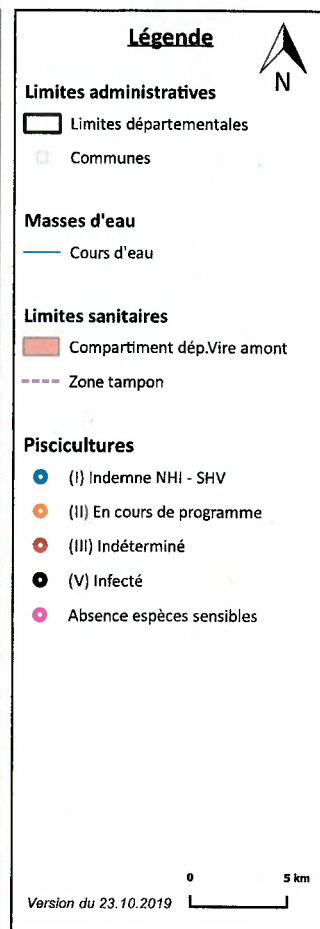 Légende
N
Limites administratives
Limites départementales
Communes
Masses d'eau
Cours d'eau
Limites sanitaires
Compartiment dép.Vire amont
Zone tampon
Piscicultures
(I) Indemne NHI - SHV
(II) En cours de programme
(III) Indéterminé
(V) Infecté
Absence espèces sensibles
0 5 km
Version du 23.10.2019